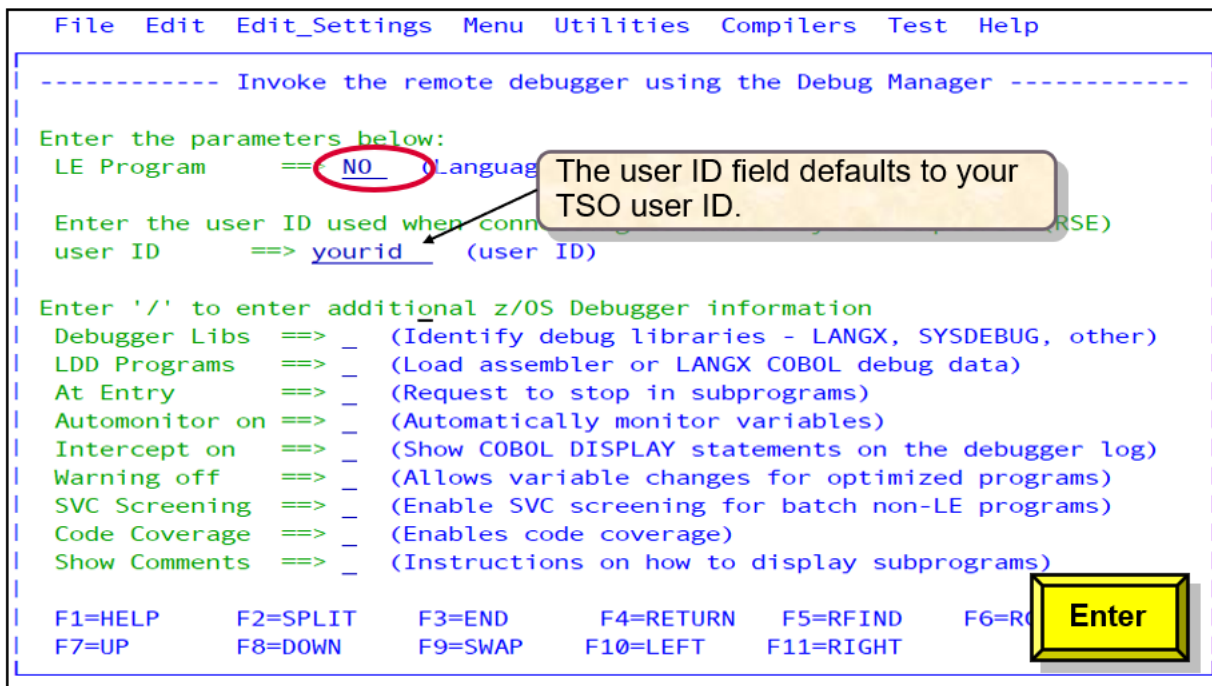 File Edit Edit_Settings Menu Utilities Compilers Test Help
------------ Invoke the remote debugger using the Debug Manager ------------
Enter the parameters below:
LE Program ==> NO (Languag
The user ID field defaults to your
TSO user ID.
Enter the user ID used when conn RSE)
user ID ==> yourid (user ID)
Enter '/' to enter additional z/OS Debugger information
Debugger Libs ==> _ (Identify debug libraries - LANGX, SYSDEBUG, other)
LDD Programs ==> _ (Load assembler or LANGX COBOL debug data)
At Entry ==> _ (Request to stop in subprograms)
Automonitor on ==> _ (Automatically monitor variables)
Intercept on ==> _ (Show COBOL DISPLAY statements on the debugger log)
Warning off ==> _ (Allows variable changes for optimized programs)
SVC Screening ==> _ (Enable SVC screening for batch non-LE programs)
Code Coverage ==> _ (Enables code coverage)
Show Comments ==> _ (Instructions on how to display subprograms)
F1=HELP F2=SPLIT F3=END F4=RETURN F5=RFIND F6=R
F7=UP F8=DOWN F9=SWAP F10=LEFT F11=RIGHT
Enter